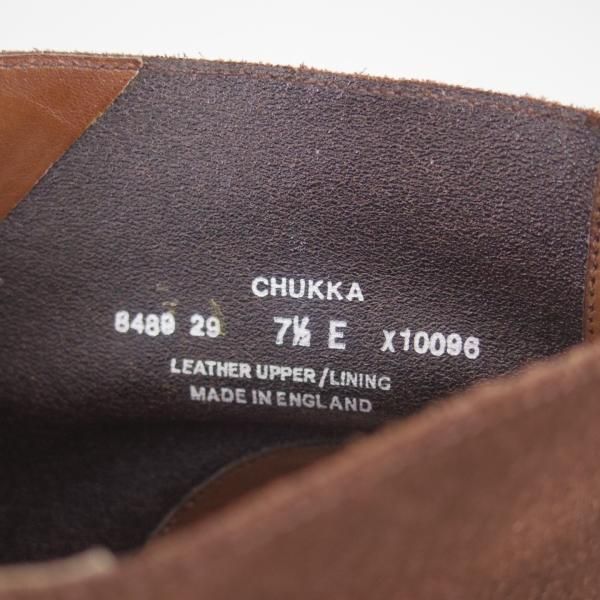 CHUKKA
8489 29 7½ E X10096
LEATHER UPPER/LINING
MADE IN ENGLAND